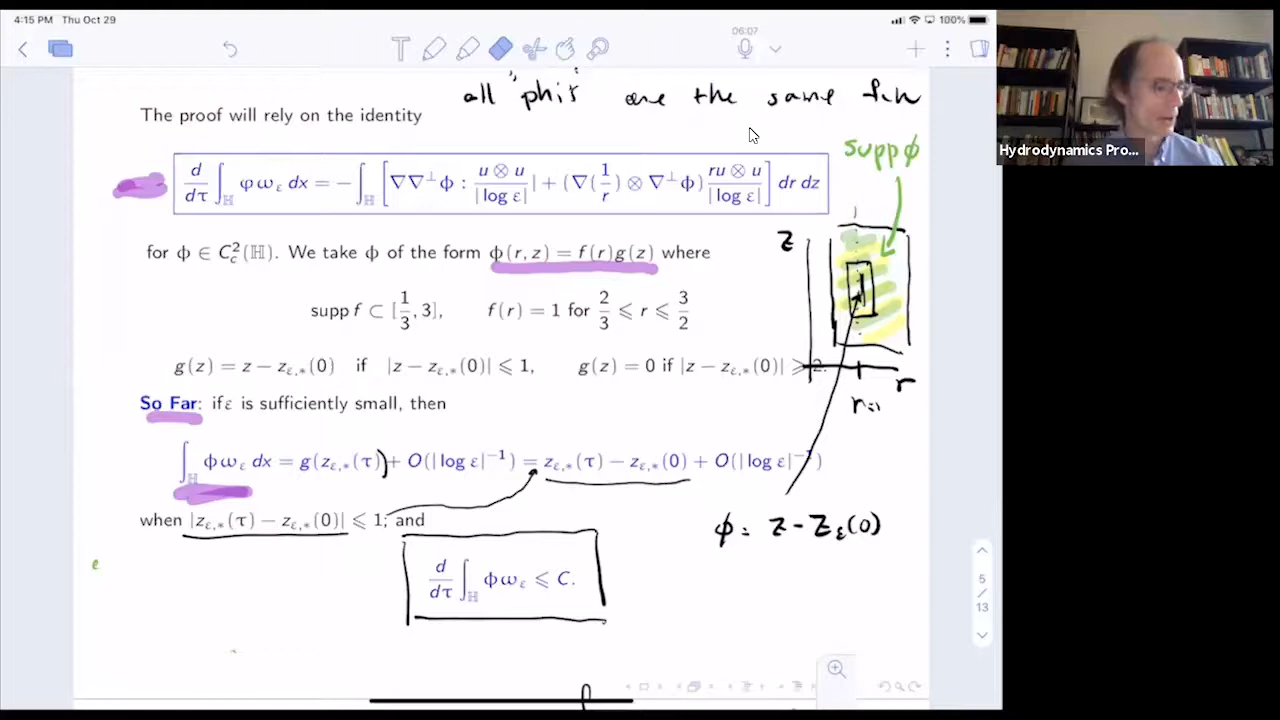 4:15 PM Thu Oct 29
100%
06:07
all "phi's" are the same fcn
The proof will rely on the identity
Hydrodynamics Pro...
supp ϕ
d/dτ ∫_ℍ φ ω_ε dx = − ∫_ℍ [ ∇∇^⊥ϕ : u ⊗ u / |log ε| + (∇(1/r) ⊗ ∇^⊥ϕ) ru ⊗ u / |log ε| ] dr dz
for ϕ ∈ C_c^2(ℍ). We take ϕ of the form ϕ(r, z) = f(r)g(z) where
z
supp f ⊂ [1/3, 3], f(r) = 1 for 2/3 ⩽ r ⩽ 3/2
g(z) = z − z_{ε,*}(0) if |z − z_{ε,*}(0)| ⩽ 1, g(z) = 0 if |z − z_{ε,*}(0)| ⩾ 2.
r
r=1
So Far: if ε is sufficiently small, then
∫_ℍ ϕ ω_ε dx = g(z_{ε,*}(τ)) + O(|log ε|^{−1}) = z_{ε,*}(τ) − z_{ε,*}(0) + O(|log ε|^{−1})
when |z_{ε,*}(τ) − z_{ε,*}(0)| ⩽ 1; and
ϕ = z − z_ε(0)
d/dτ ∫_ℍ ϕ ω_ε ⩽ C.
5
/
13